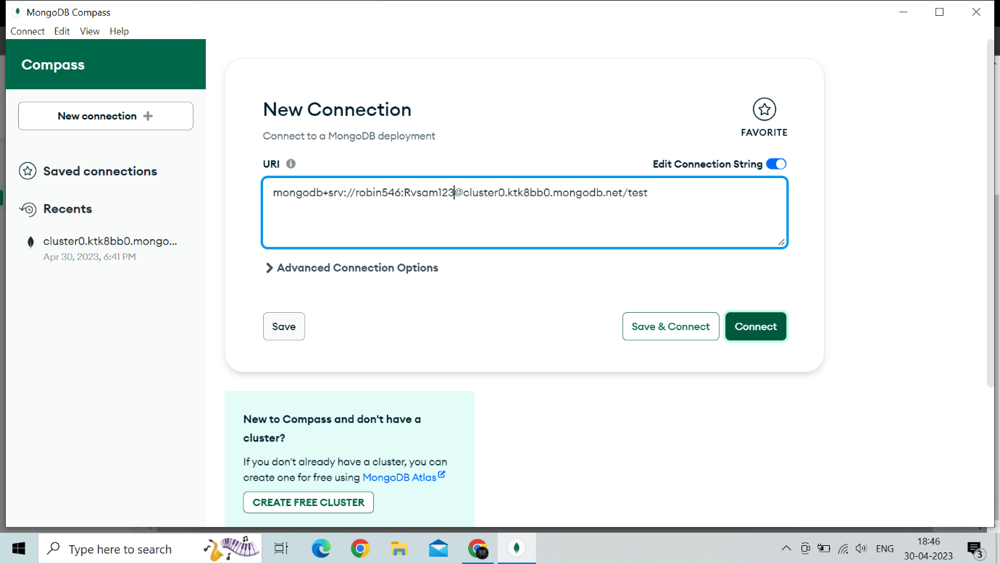 MongoDB Compass
Connect Edit View Help
Compass
New connection
Saved connections
Recents
cluster0.ktk8bb0.mongo...
Apr 30, 2023, 6:41 PM
New Connection
Connect to a MongoDB deployment
FAVORITE
URI
Edit Connection String
mongodb+srv://robin546:Rvsam123@cluster0.ktk8bb0.mongodb.net/test
Advanced Connection Options
Save
Save & Connect
Connect
New to Compass and don't have a
cluster?
If you don't already have a cluster, you can
create one for free using MongoDB Atlas
CREATE FREE CLUSTER
Type here to search
ENG
18:46
30-04-2023
3